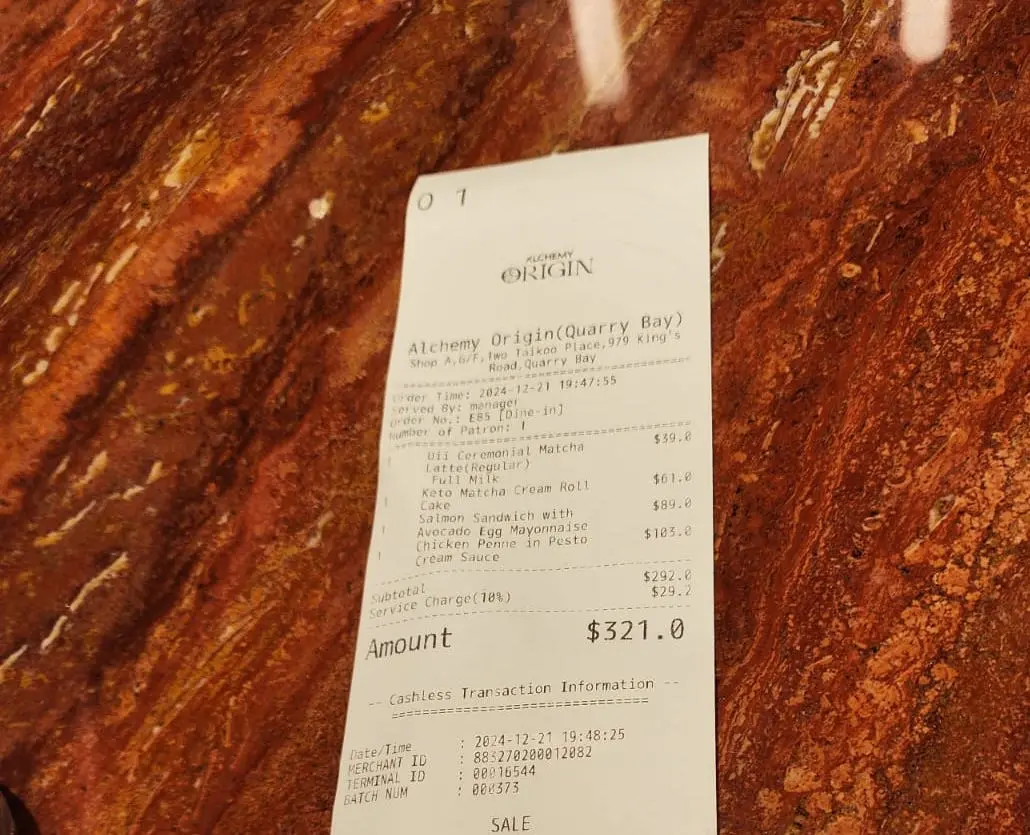 0 7
ALCHEMY
ORIGIN
Alchemy Origin(Quarry Bay)
Shop A,G/F,Two Taikoo Place,979 King's
Road,Quarry Bay
Order Time: 2024-12-21 19:47:55
Served By: manager
Order No.: E85 [Dine-in]
Number of Patron: 1
1 Uji Ceremonial Matcha $39.0
Latte(Regular)
Full Milk
1 Keto Matcha Cream Roll $61.0
Cake
1 Salmon Sandwich with $89.0
Avocado Egg Mayonnaise
1 Chicken Penne in Pesto $103.0
Cream Sauce
Subtotal $292.0
Service Charge(10%) $29.2
Amount $321.0
-- Cashless Transaction Information --
Date/Time : 2024-12-21 19:48:25
MERCHANT ID : 883270200012082
TERMINAL ID : 00016544
BATCH NUM : 000373
SALE